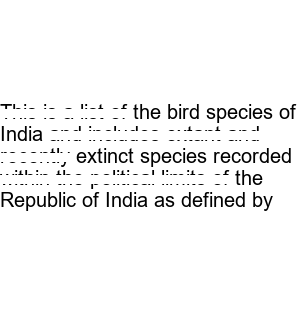 This is a list of the bird species of
India and includes extant and
recently extinct species recorded
within the political limits of the
Republic of India as defined by